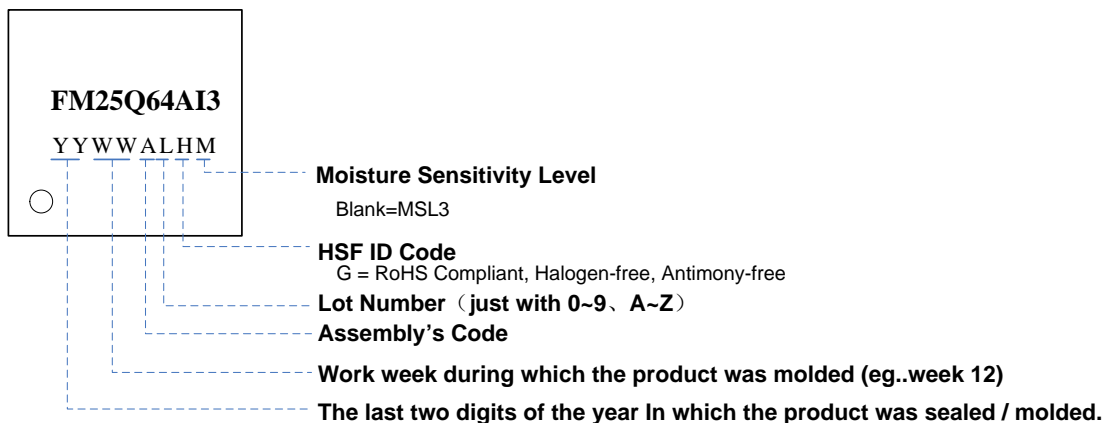 FM25Q64AI3
YYWWALHM
Moisture Sensitivity Level
Blank=MSL3
HSF ID Code
G = RoHS Compliant, Halogen-free, Antimony-free
Lot Number（just with 0~9、A~Z）
Assembly's Code
Work week during which the product was molded (eg..week 12)
The last two digits of the year In which the product was sealed / molded.